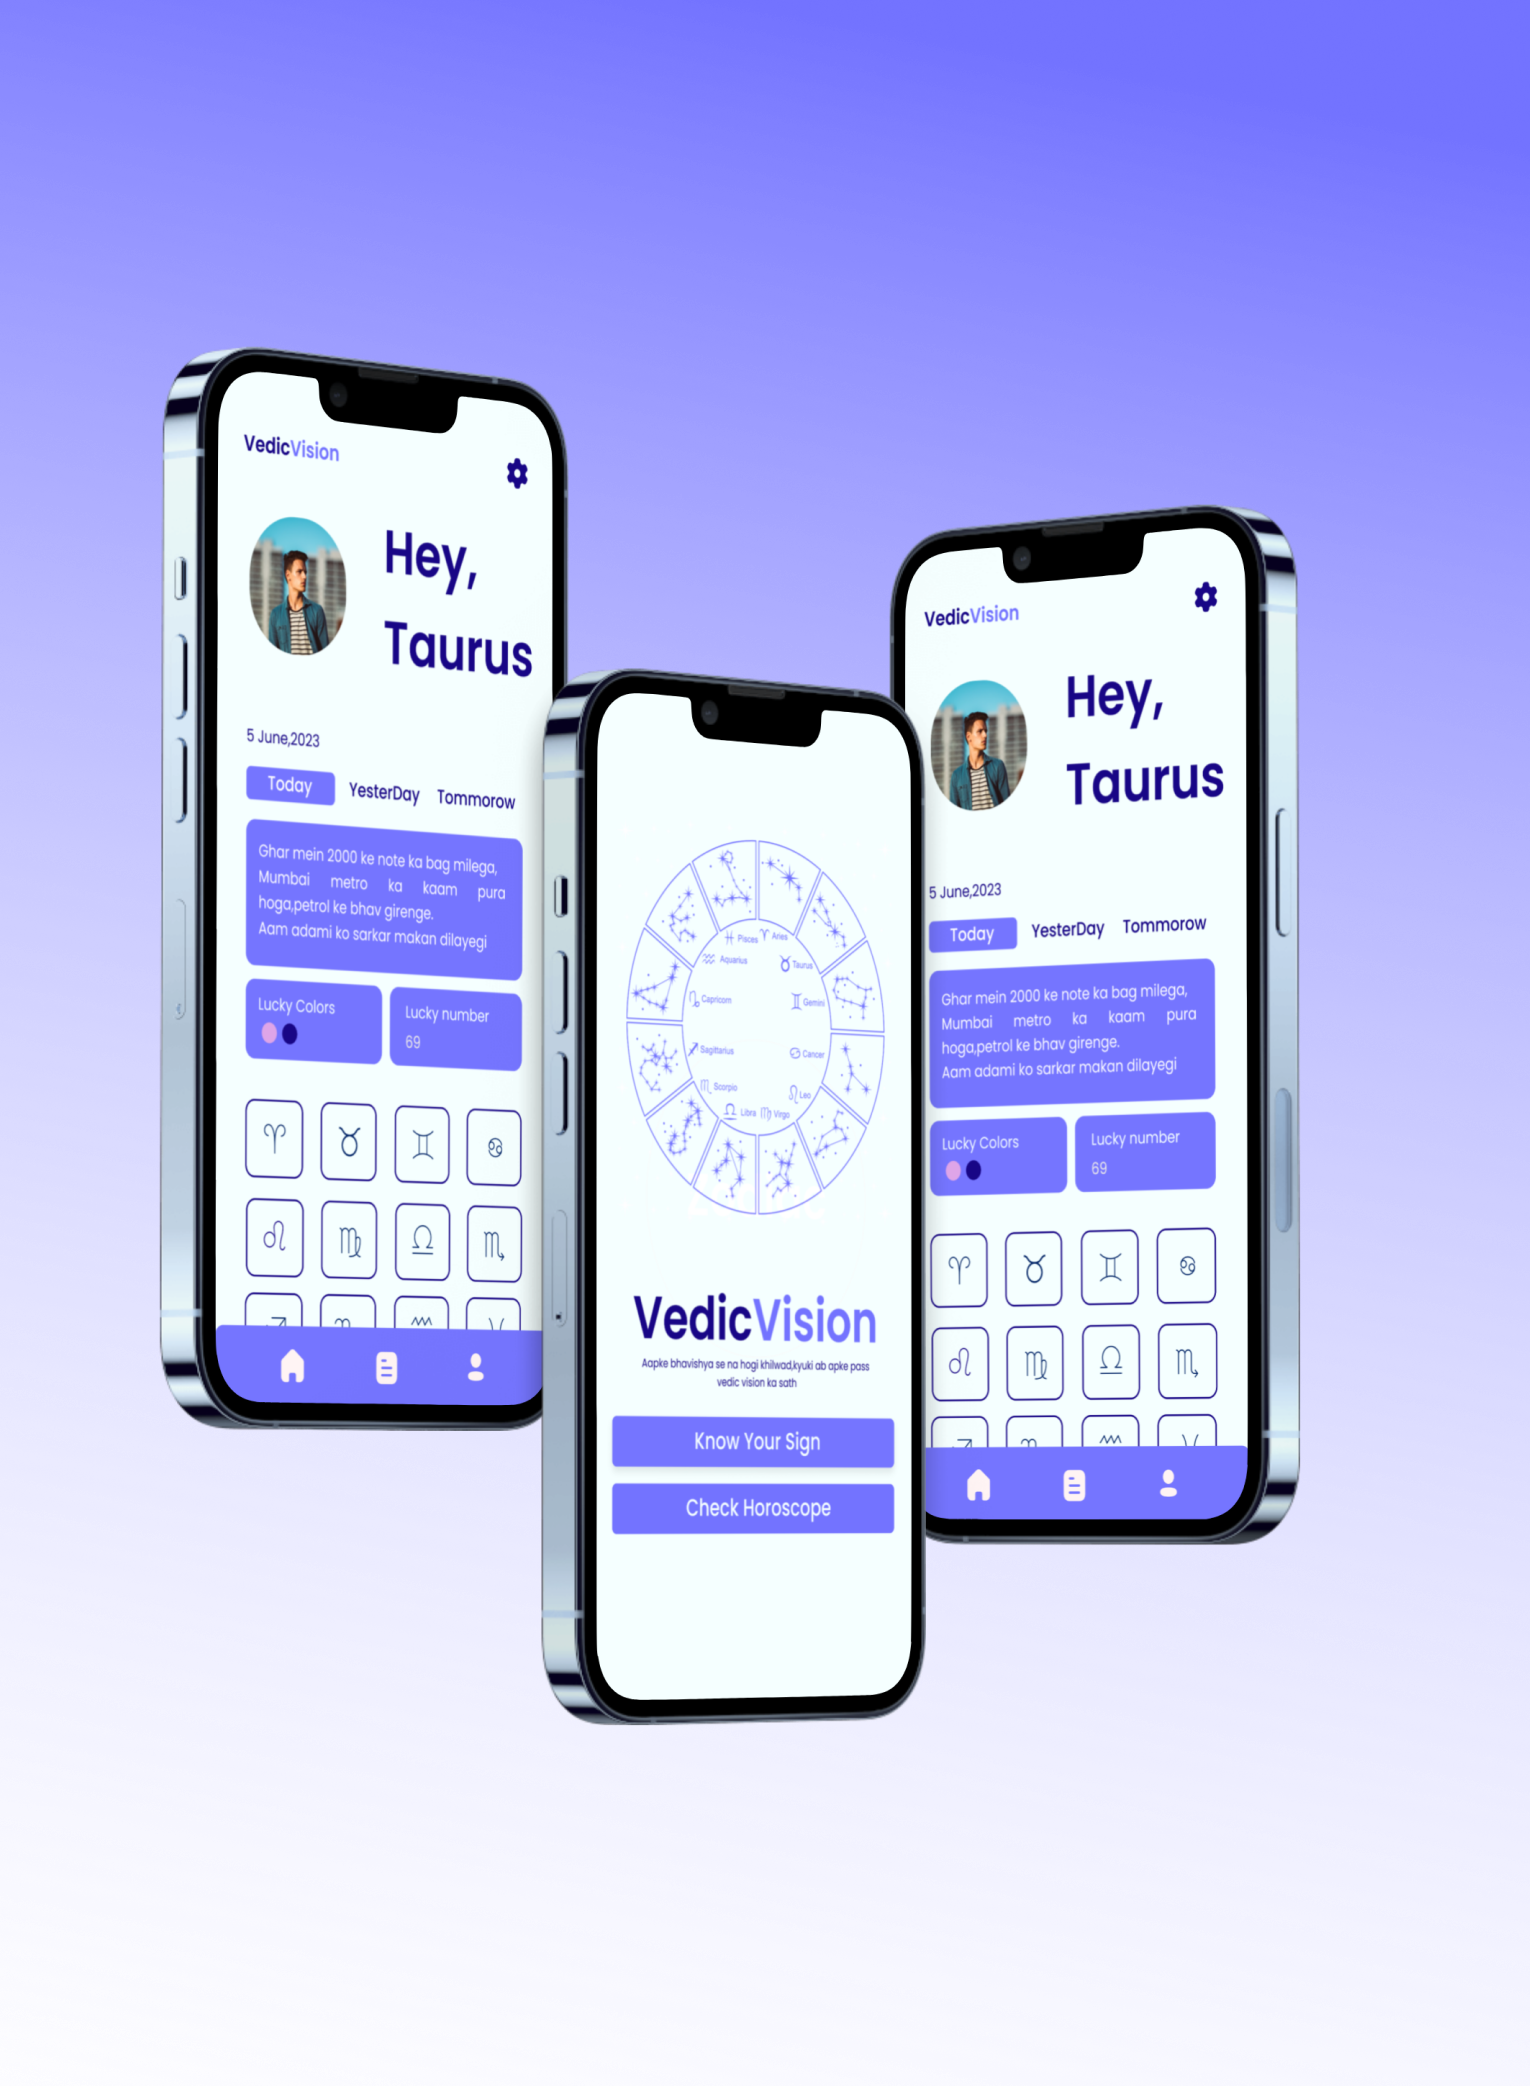 VedicVision
Hey,
Taurus
5 June,2023
Today YesterDay Tommorow
Ghar mein 2000 ke note ka bag milega,
Mumbai metro ka kaam pura
hoga,petrol ke bhav girenge.
Aam adami ko sarkar makan dilayegi
Lucky Colors
Lucky number
69
Pisces Aries
Aquarius Taurus
Capricorn Gemini
Sagittarius Cancer
Scorpio Leo
Libra Virgo
VedicVision
Aapke bhavishya se na hogi khilwad,kyuki ab apke pass
vedic vision ka sath
Know Your Sign
Check Horoscope
VedicVision
Hey,
Taurus
5 June,2023
Today YesterDay Tommorow
Ghar mein 2000 ke note ka bag milega,
Mumbai metro ka kaam pura
hoga,petrol ke bhav girenge.
Aam adami ko sarkar makan dilayegi
Lucky Colors
Lucky number
69